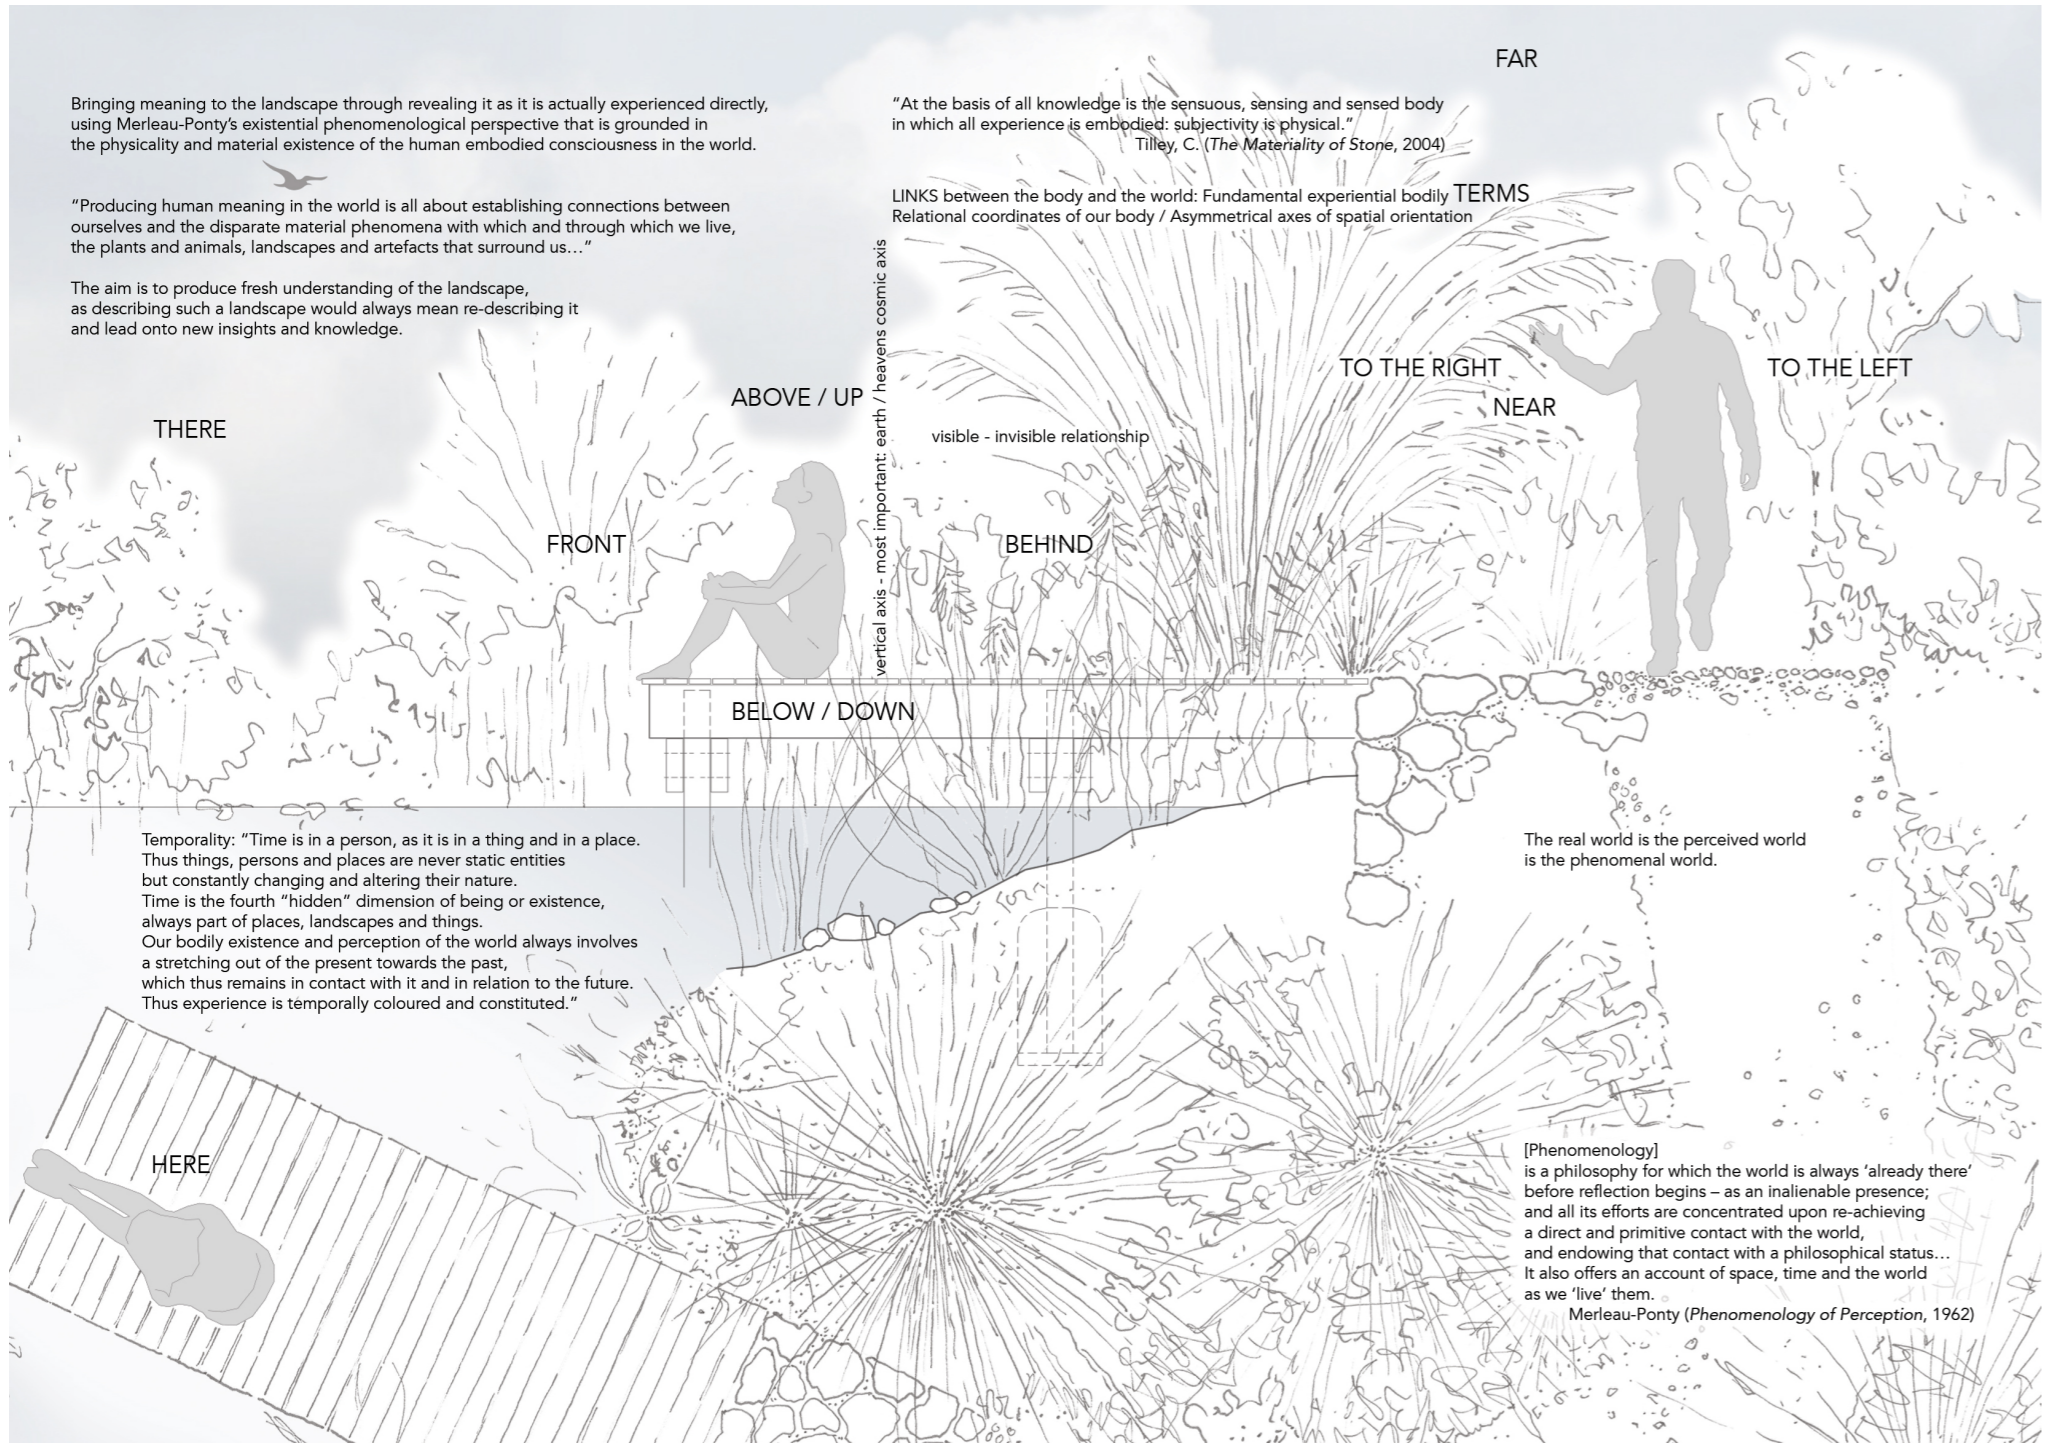 FAR
Bringing meaning to the landscape through revealing it as it is actually experienced directly,
using Merleau-Ponty's existential phenomenological perspective that is grounded in
the physicality and material existence of the human embodied consciousness in the world.
“Producing human meaning in the world is all about establishing connections between
ourselves and the disparate material phenomena with which and through which we live,
the plants and animals, landscapes and artefacts that surround us…”
The aim is to produce fresh understanding of the landscape,
as describing such a landscape would always mean re-describing it
and lead onto new insights and knowledge.
“At the basis of all knowledge is the sensuous, sensing and sensed body
in which all experience is embodied: subjectivity is physical.”
Tilley, C. (The Materiality of Stone, 2004)
LINKS between the body and the world: Fundamental experiential bodily TERMS
Relational coordinates of our body / Asymmetrical axes of spatial orientation
vertical axis - most important: earth / heavens cosmic axis
TO THE RIGHT
TO THE LEFT
ABOVE / UP
NEAR
THERE
visible - invisible relationship
FRONT
BEHIND
BELOW / DOWN
Temporality: “Time is in a person, as it is in a thing and in a place.
Thus things, persons and places are never static entities
but constantly changing and altering their nature.
Time is the fourth “hidden” dimension of being or existence,
always part of places, landscapes and things.
Our bodily existence and perception of the world always involves
a stretching out of the present towards the past,
which thus remains in contact with it and in relation to the future.
Thus experience is temporally coloured and constituted.”
The real world is the perceived world
is the phenomenal world.
HERE
[Phenomenology]
is a philosophy for which the world is always ‘already there’
before reflection begins – as an inalienable presence;
and all its efforts are concentrated upon re-achieving
a direct and primitive contact with the world,
and endowing that contact with a philosophical status…
It also offers an account of space, time and the world
as we ‘live’ them.
Merleau-Ponty (Phenomenology of Perception, 1962)